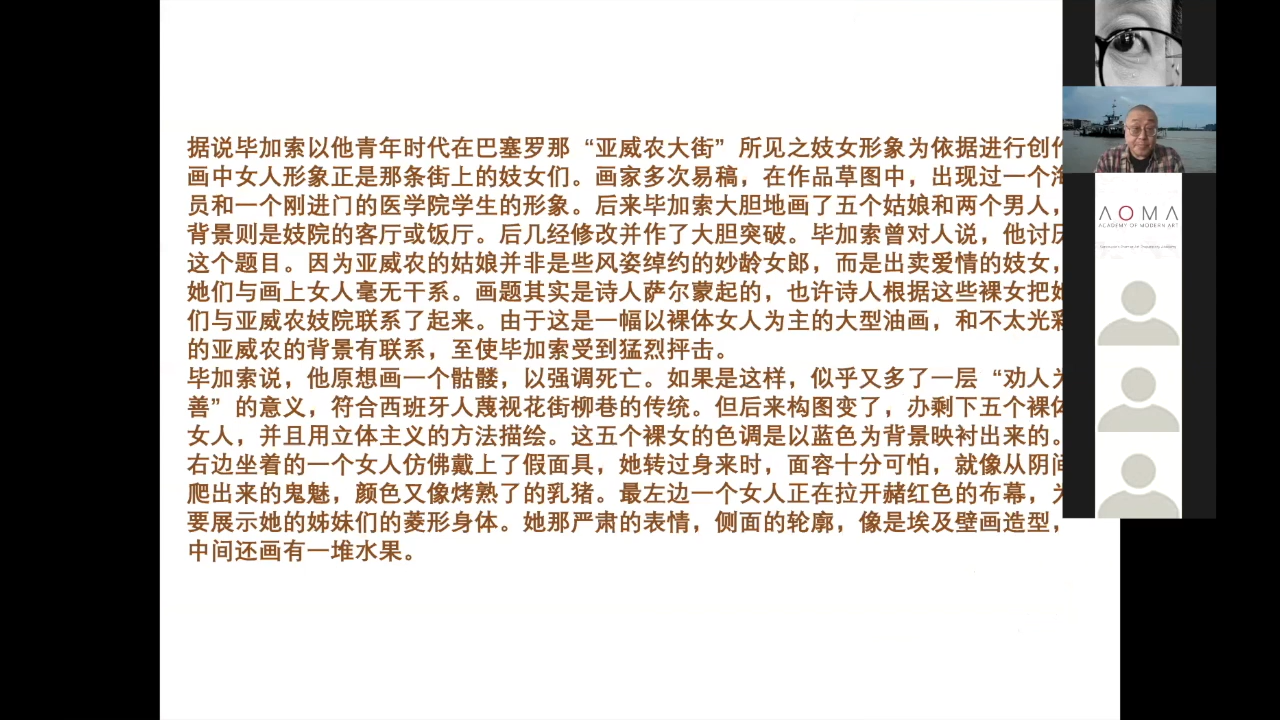 据说毕加索以他青年时代在巴塞罗那“亚威农大街”所见之妓女形象为依据进行创作
画中女人形象正是那条街上的妓女们。画家多次易稿，在作品草图中，出现过一个海
员和一个刚进门的医学院学生的形象。后来毕加索大胆地画了五个姑娘和两个男人，
背景则是妓院的客厅或饭厅。后几经修改并作了大胆突破。毕加索曾对人说，他讨厌
这个题目。因为亚威农的姑娘并非是些风姿绰约的妙龄女郎，而是出卖爱情的妓女，
她们与画上女人毫无干系。画题其实是诗人萨尔蒙起的，也许诗人根据这些裸女把她
们与亚威农妓院联系了起来。由于这是一幅以裸体女人为主的大型油画，和不太光彩
的亚威农的背景有联系，至使毕加索受到猛烈抨击。
毕加索说，他原想画一个骷髅，以强调死亡。如果是这样，似乎又多了一层“劝人为
善”的意义，符合西班牙人蔑视花街柳巷的传统。但后来构图变了，办剩下五个裸体
女人，并且用立体主义的方法描绘。这五个裸女的色调是以蓝色为背景映衬出来的。
右边坐着的一个女人仿佛戴上了假面具，她转过身来时，面容十分可怕，就像从阴间
爬出来的鬼魅，颜色又像烤熟了的乳猪。最左边一个女人正在拉开赭红色的布幕，为
要展示她的姊妹们的菱形身体。她那严肃的表情，侧面的轮廓，像是埃及壁画造型，
中间还画有一堆水果。
AOMA
ACADEMY OF MODERN ART